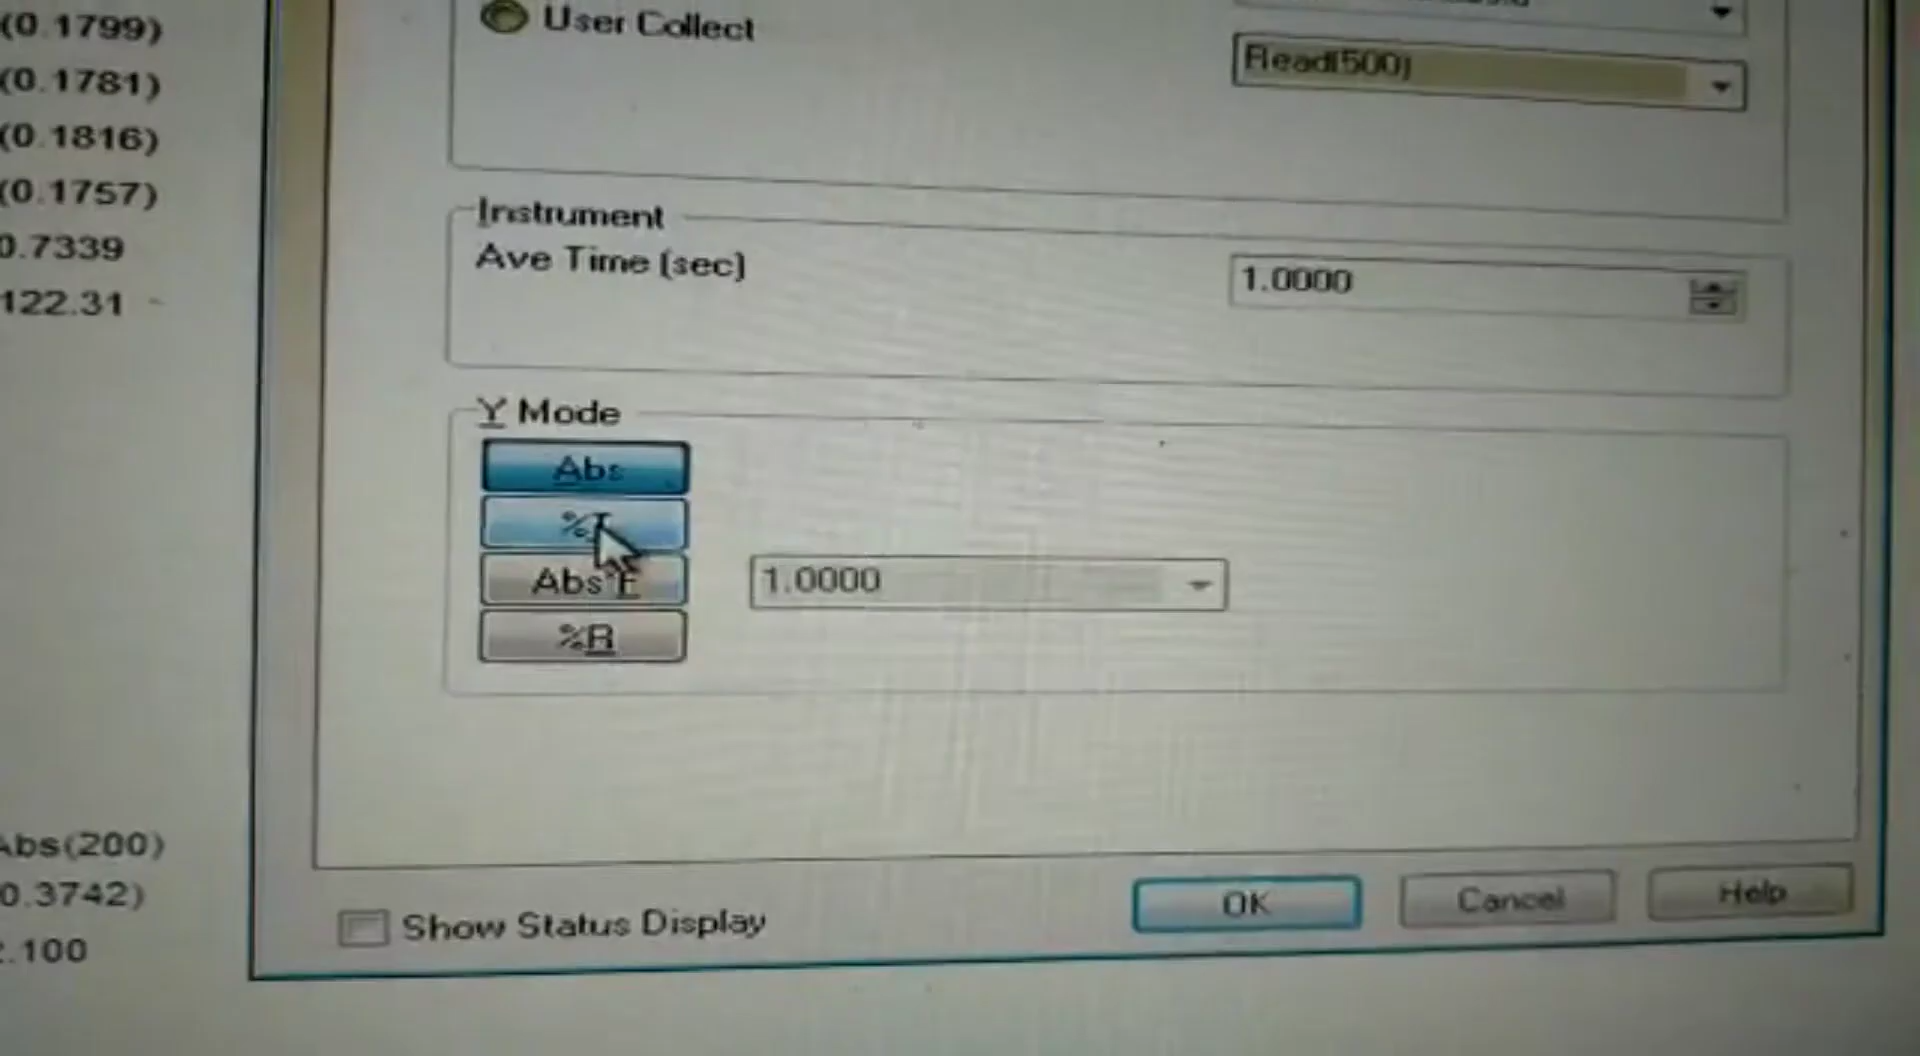 (0.1799)
(0.1781)
(0.1816)
(0.1757)
0.7339
122.31
Abs(200)
0.3742)
.100
User Collect
Read(500)
Instrument
Ave Time (sec)
1.0000
Y Mode
Abs
%T
Abs*F
1.0000
%R
Show Status Display
OK
Cancel
Help